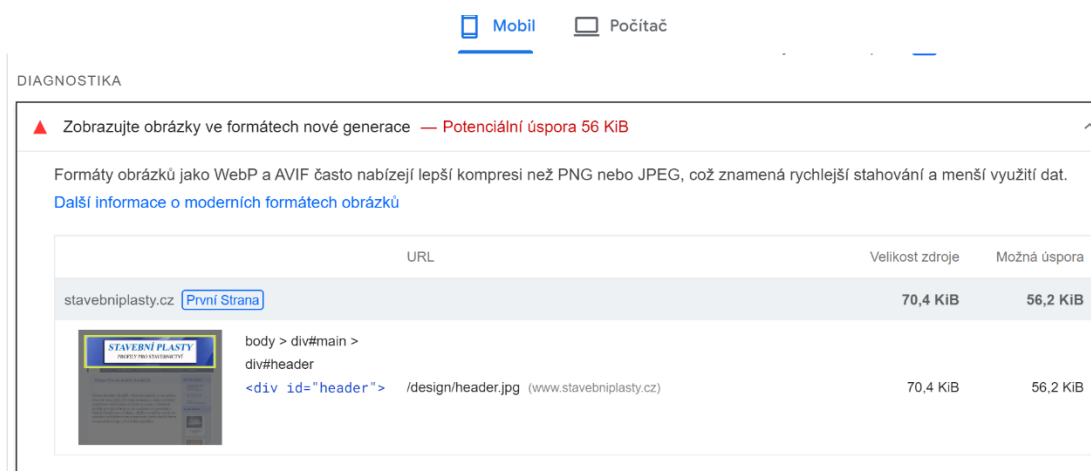 Mobil
Počítač
DIAGNOSTIKA
Zobrazujte obrázky ve formátech nové generace — Potenciální úspora 56 KiB
Formáty obrázků jako WebP a AVIF často nabízejí lepší kompresi než PNG nebo JPEG, což znamená rychlejší stahování a menší využití dat.
Další informace o moderních formátech obrázků
URL Velikost zdroje Možná úspora
stavebniplasty.cz První Strana 70,4 KiB 56,2 KiB
STAVEBNÍ PLASTY
PROFILY PRO STAVEBNICTVÍ
body > div#main >
div#header
<div id="header"> /design/header.jpg (www.stavebniplasty.cz) 70,4 KiB 56,2 KiB